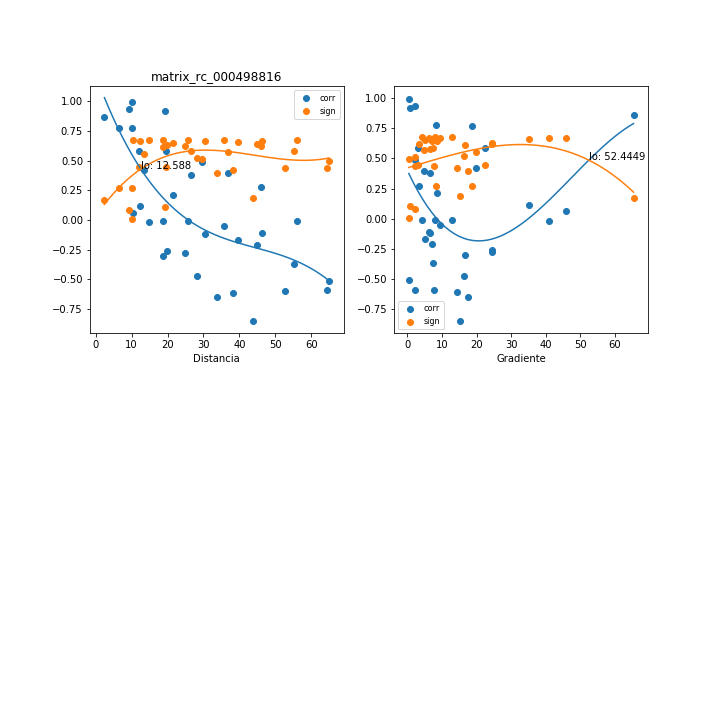 matrix_rc_000498816
1.00
0.75
0.50
0.25
0.00
−0.25
−0.50
−0.75
corr
sign
lo: 12.588
0 10 20 30 40 50 60
Distancia
1.00
0.75
0.50
0.25
0.00
−0.25
−0.50
−0.75
lo: 52.4449
corr
sign
0 10 20 30 40 50 60
Gradiente